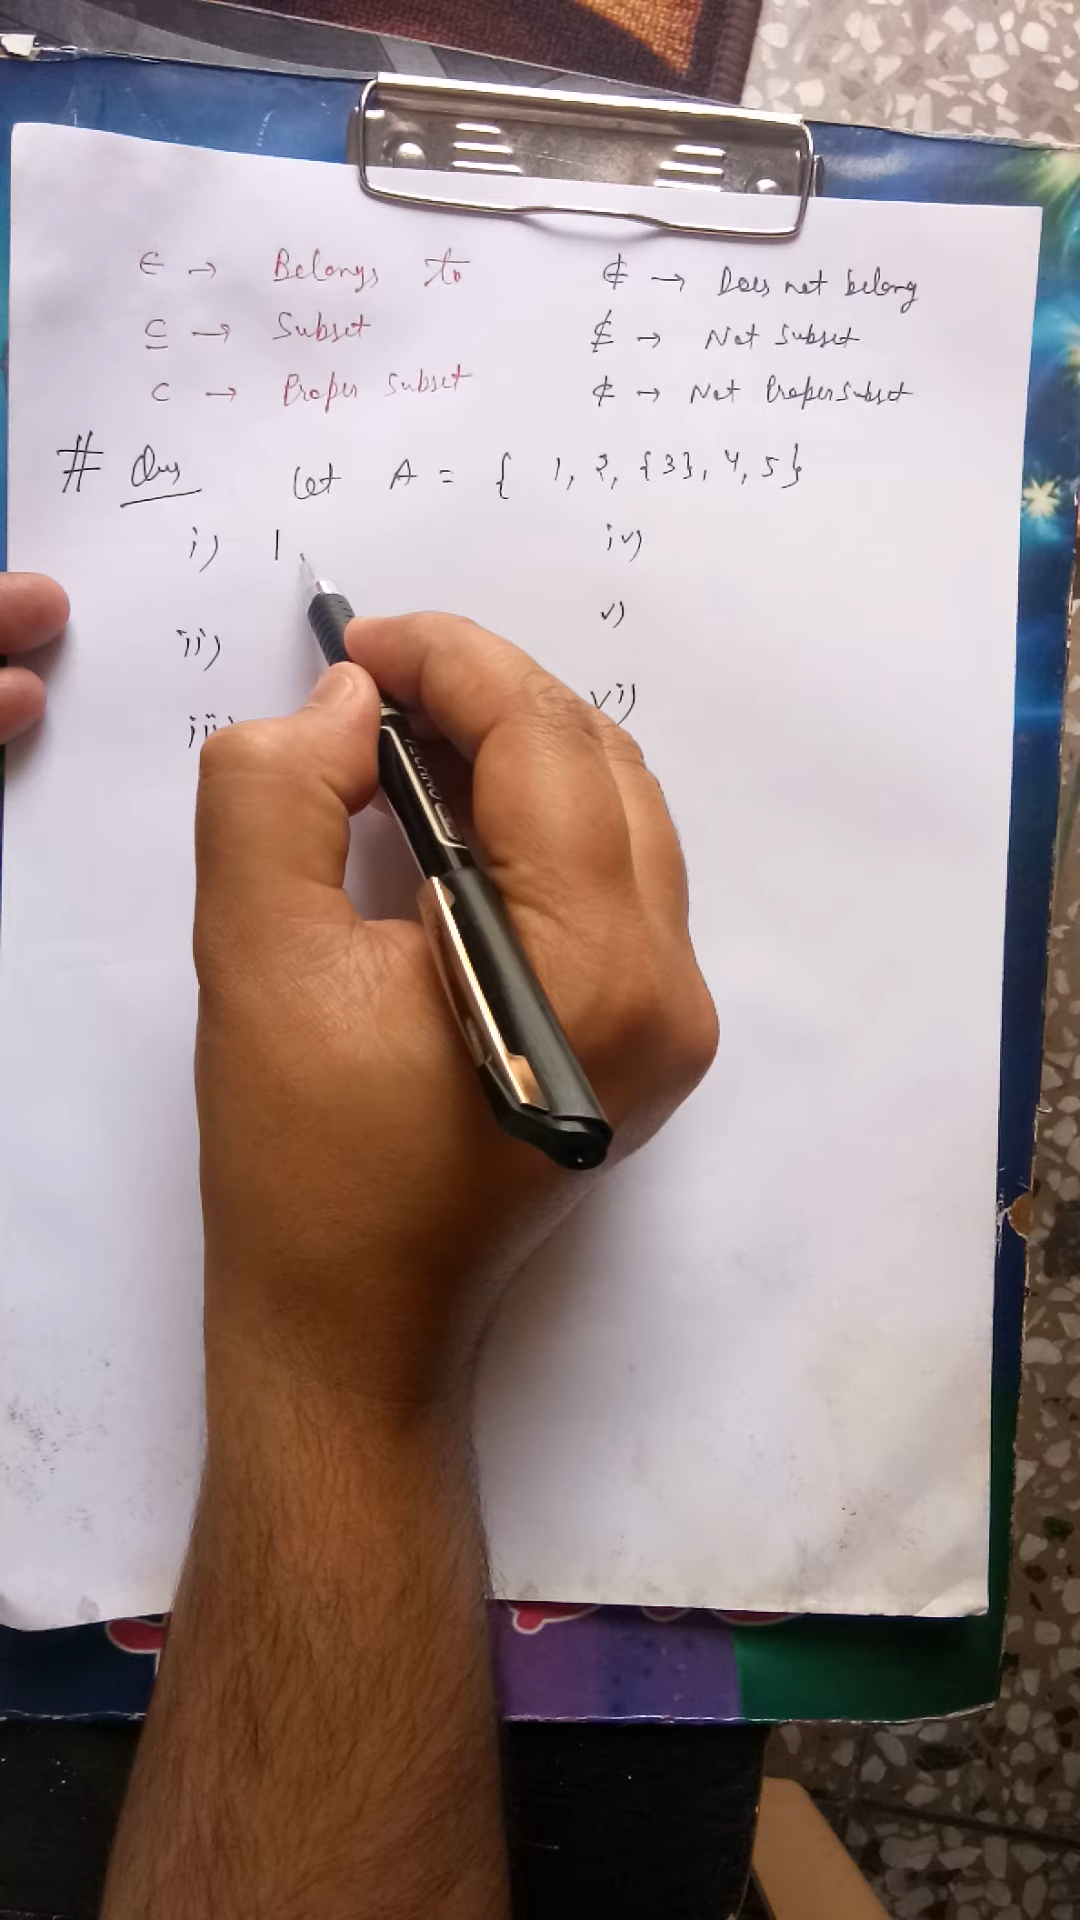 ∈ → Belongs to ∉ → Does not belong
⊆ → Subset ⊈ → Not Subset
⊂ → Proper Subset ⊄ → Not Proper Subset
# Ques Let A = { 1, 2, {3}, 4, 5}
i) 1 iv)
v)
ii)
vi)
iii)